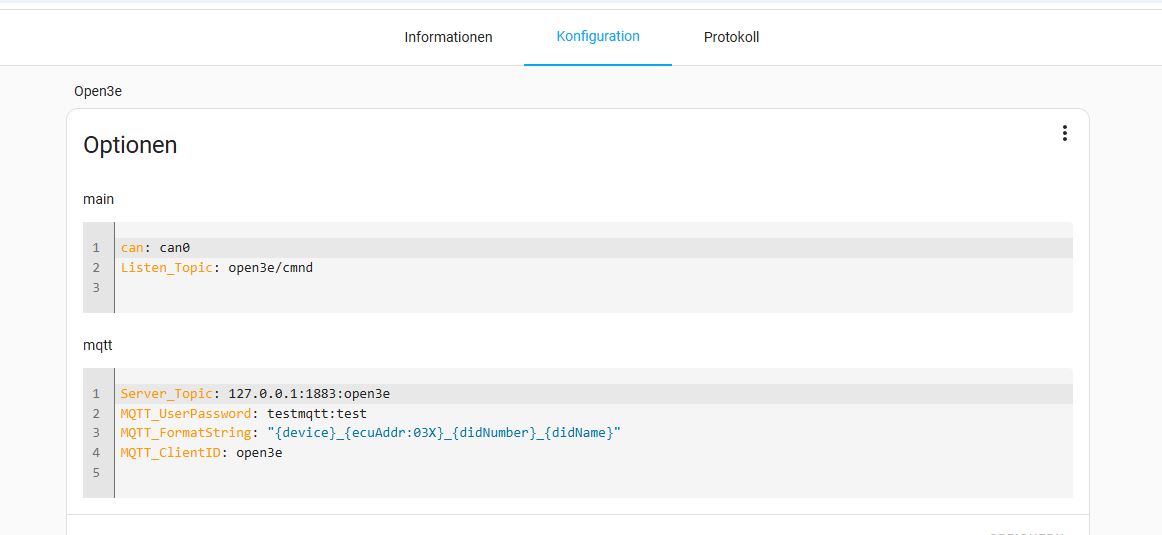 Informationen Konfiguration Protokoll
Open3e
Optionen
main
1 can: can0
2 Listen_Topic: open3e/cmnd
3
mqtt
1 Server_Topic: 127.0.0.1:1883:open3e
2 MQTT_UserPassword: testmqtt:test
3 MQTT_FormatString: "{device}_{ecuAddr:03X}_{didNumber}_{didName}"
4 MQTT_ClientID: open3e
5